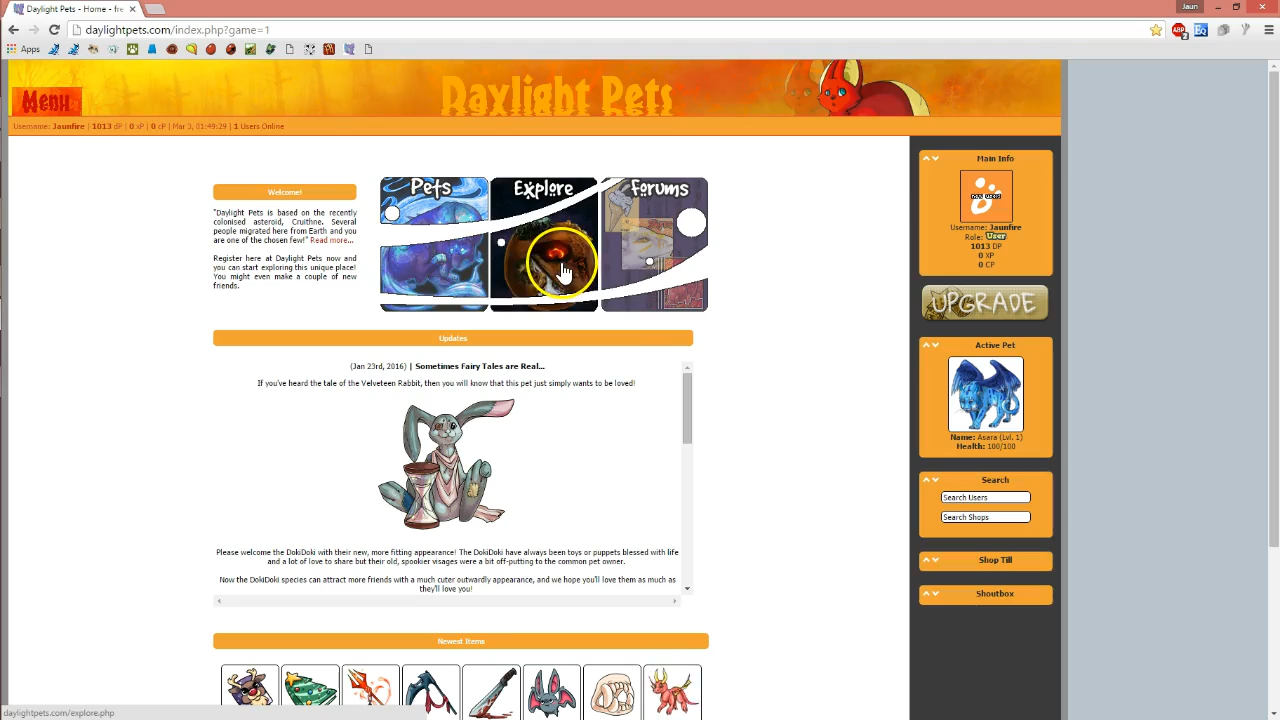 Daylight Pets - Home - fre
Jaun
daylightpets.com/index.php?game=1
Apps
Menu
Daylight Pets
Username: Jaunfire | 1013 DP | 0 XP | 0 CP | Mar 3, 01:49:29 | 1 Users Online
Welcome!
"Daylight Pets is based on the recently
colonised asteroid, Cruithne. Several
people migrated here from Earth and you
are one of the chosen few!" Read more...
Register here at Daylight Pets now and
you can start exploring this unique place!
You might even make a couple of new
friends.
Pets
Explore
Forums
Updates
(Jan 23rd, 2016) | Sometimes Fairy Tales are Real...
If you've heard the tale of the Velveteen Rabbit, then you will know that this pet just simply wants to be loved!
Please welcome the DokiDoki with their new, more fitting appearance! The DokiDoki have always been toys or puppets blessed with life
and a lot of love to share but their old, spookier visages were a bit off-putting to the common pet owner.
Now the DokiDoki species can attract more friends with a much cuter outwardly appearance, and we hope you'll love them as much as
they'll love you!
Newest Items
Main Info
Username: Jaunfire
Role: User
1013 DP
0 XP
0 CP
UPGRADE
Active Pet
Name: Asara (Lvl. 1)
Health: 100/100
Search
Search Users
Search Shops
Shop Till
Shoutbox
daylightpets.com/explore.php